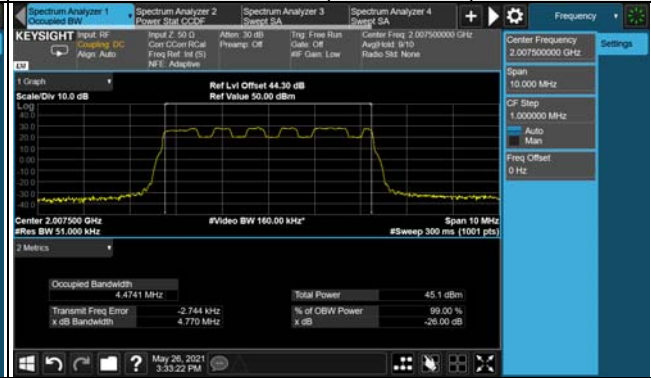 Spectrum Analyzer 1
Occupied BW
Spectrum Analyzer 2
Power Stat CCDF
Spectrum Analyzer 3
Swept SA
Spectrum Analyzer 4
Swept SA
Frequency
KEYSIGHT
Input: RF
Coupling: DC
Align: Auto
Input Z: 50 Ω
Corr CCorr RCal
Freq Ref: Int (S)
NFE: Adaptive
Atten: 30 dB
Preamp: Off
Trig: Free Run
Gate: Off
#IF Gain: Low
Center Freq: 2.007500000 GHz
Avg|Hold: 9/10
Radio Std: None
Center Frequency
2.007500000 GHz
Settings
Span
10.000 MHz
CF Step
1.000000 MHz
Auto
Man
Freq Offset
0 Hz
1 Graph
Scale/Div 10.0 dB
Ref Lvl Offset 44.30 dB
Ref Value 50.00 dBm
Log
40.0
30.0
20.0
10.0
0.00
-10.0
-20.0
-30.0
-40.0
Center 2.007500 GHz
#Video BW 160.00 kHz*
Span 10 MHz
#Res BW 51.000 kHz
#Sweep 300 ms (1001 pts)
2 Metrics
Occupied Bandwidth
4.4741 MHz
Total Power
45.1 dBm
Transmit Freq Error
-2.744 kHz
% of OBW Power
99.00 %
x dB Bandwidth
4.770 MHz
x dB
-26.00 dB
May 26, 2021
3:33:22 PM